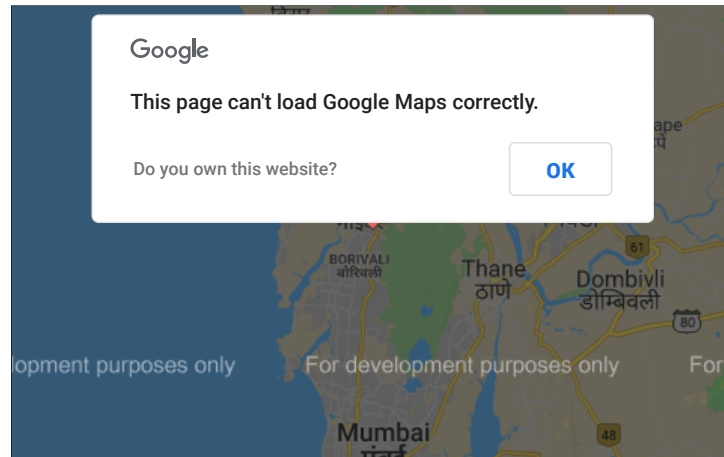 Google
This page can't load Google Maps correctly.
Do you own this website?
OK
61
BORIVALI
बोरिवली
Thane
ठाणे
Dombivli
डोम्बिवली
80
lopment purposes only
For development purposes only
For
Mumbai
48